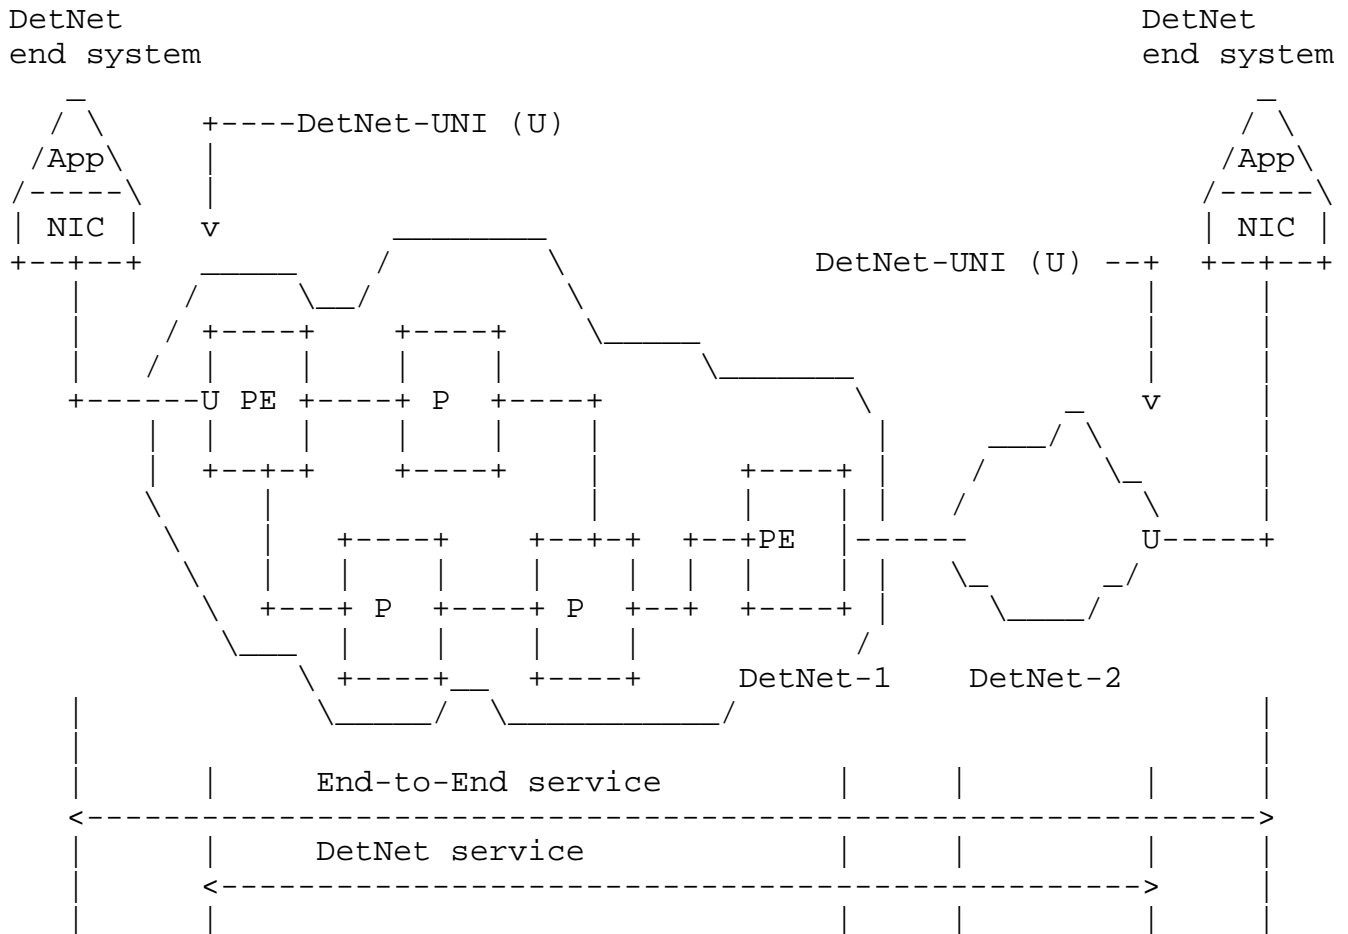 DetNet DetNet
end system end system
DetNet-UNI (U)
App App
NIC NIC
DetNet-UNI (U)
U PE P
v v
PE U
P P
DetNet-1 DetNet-2
End-to-End service
DetNet service